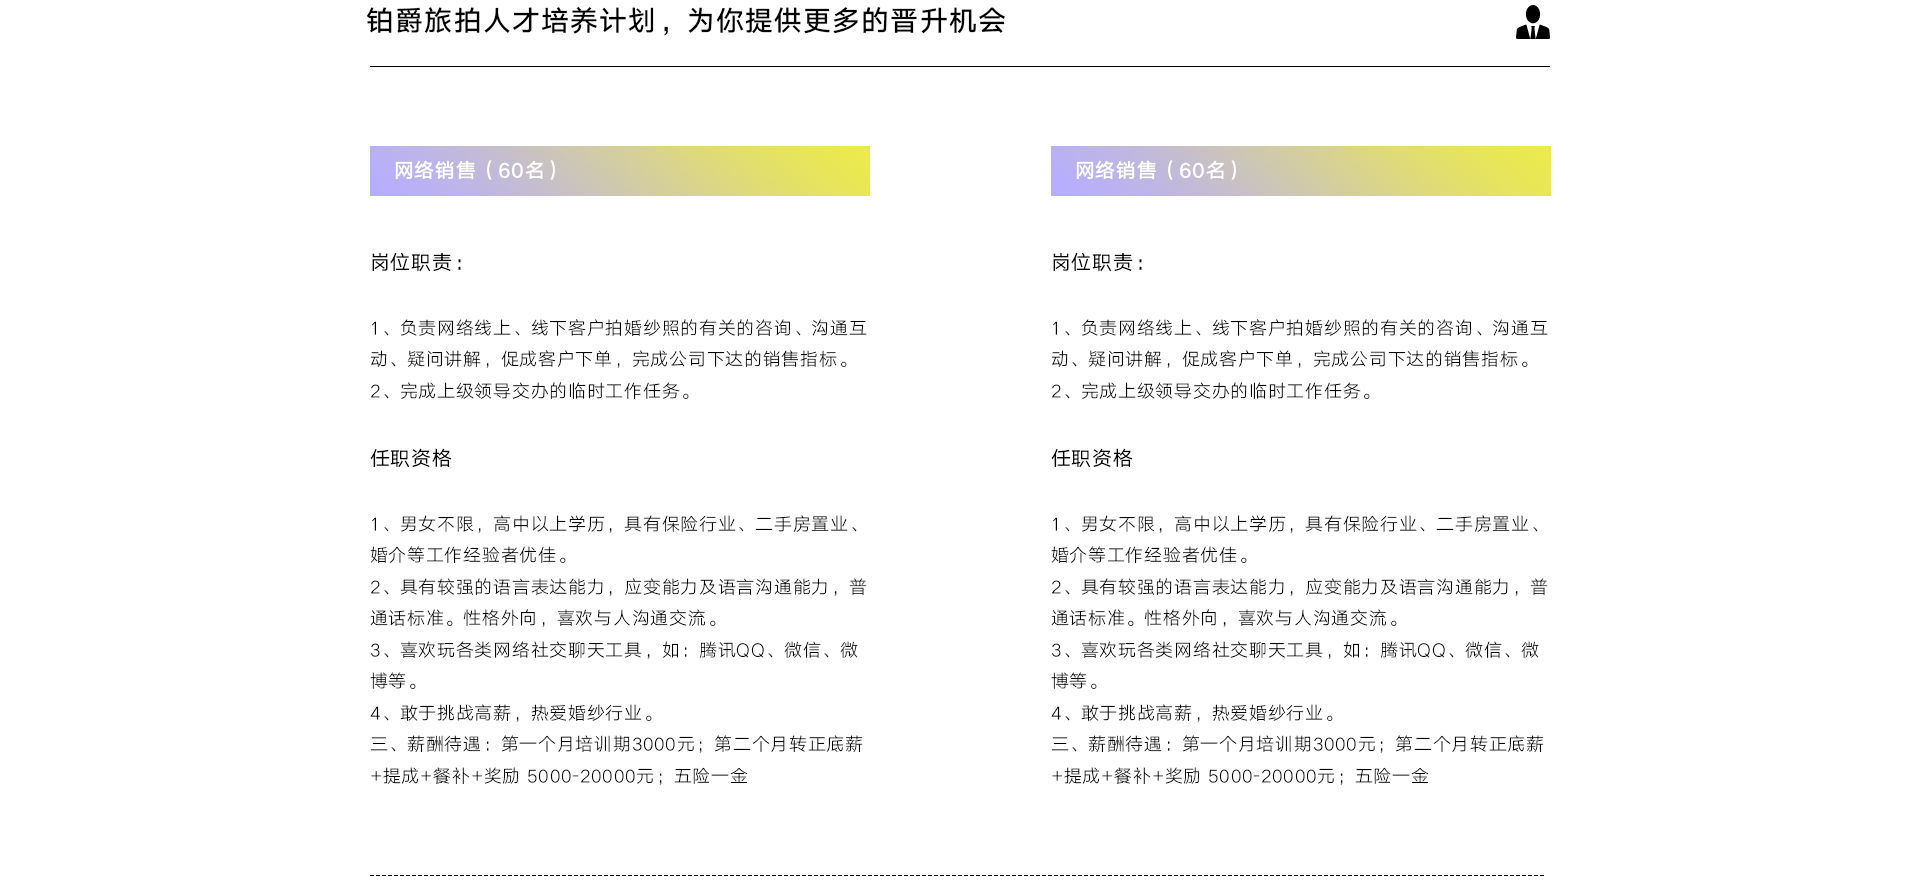 铂爵旅拍人才培养计划，为你提供更多的晋升机会
网络销售（60名）
岗位职责：
1、负责网络线上、线下客户拍婚纱照的有关的咨询、沟通互
动、疑问讲解，促成客户下单，完成公司下达的销售指标。
2、完成上级领导交办的临时工作任务。
任职资格
1、男女不限，高中以上学历，具有保险行业、二手房置业、
婚介等工作经验者优佳。
2、具有较强的语言表达能力，应变能力及语言沟通能力，普
通话标准。性格外向，喜欢与人沟通交流。
3、喜欢玩各类网络社交聊天工具，如：腾讯QQ、微信、微
博等。
4、敢于挑战高薪，热爱婚纱行业。
三、薪酬待遇：第一个月培训期3000元；第二个月转正底薪
+提成+餐补+奖励 5000-20000元；五险一金
网络销售（60名）
岗位职责：
1、负责网络线上、线下客户拍婚纱照的有关的咨询、沟通互
动、疑问讲解，促成客户下单，完成公司下达的销售指标。
2、完成上级领导交办的临时工作任务。
任职资格
1、男女不限，高中以上学历，具有保险行业、二手房置业、
婚介等工作经验者优佳。
2、具有较强的语言表达能力，应变能力及语言沟通能力，普
通话标准。性格外向，喜欢与人沟通交流。
3、喜欢玩各类网络社交聊天工具，如：腾讯QQ、微信、微
博等。
4、敢于挑战高薪，热爱婚纱行业。
三、薪酬待遇：第一个月培训期3000元；第二个月转正底薪
+提成+餐补+奖励 5000-20000元；五险一金